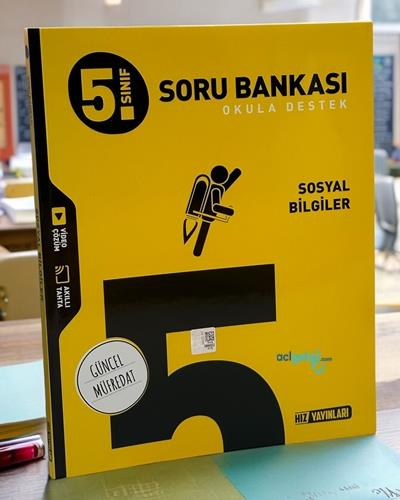 5.
SINIF
SORU BANKASI
OKULA DESTEK
SOSYAL
BİLGİLER
VİDEO
ÇÖZÜM
AKILLI
TAHTA
5
GÜNCEL
MÜFREDAT
HIZ YAYINLARI